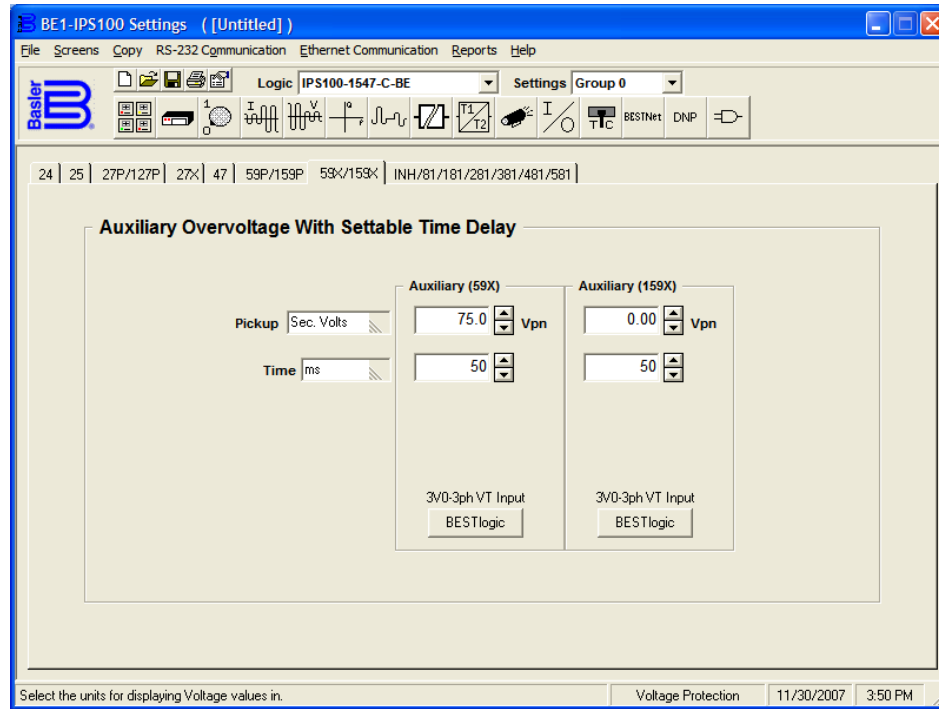 BE1-IPS100 Settings ( [Untitled] )
File Screens Copy RS-232 Communication Ethernet Communication Reports Help
Basler
Logic IPS100-1547-C-BE Settings Group 0
BESTNet DNP
24 25 27P/127P 27X 47 59P/159P 59X/159X INH/81/181/281/381/481/581
Auxiliary Overvoltage With Settable Time Delay
Auxiliary (59X) Auxiliary (159X)
Pickup Sec. Volts 75.0 Vpn 0.00 Vpn
Time ms 50 50
3V0-3ph VT Input 3V0-3ph VT Input
BESTlogic BESTlogic
Select the units for displaying Voltage values in. Voltage Protection 11/30/2007 3:50 PM